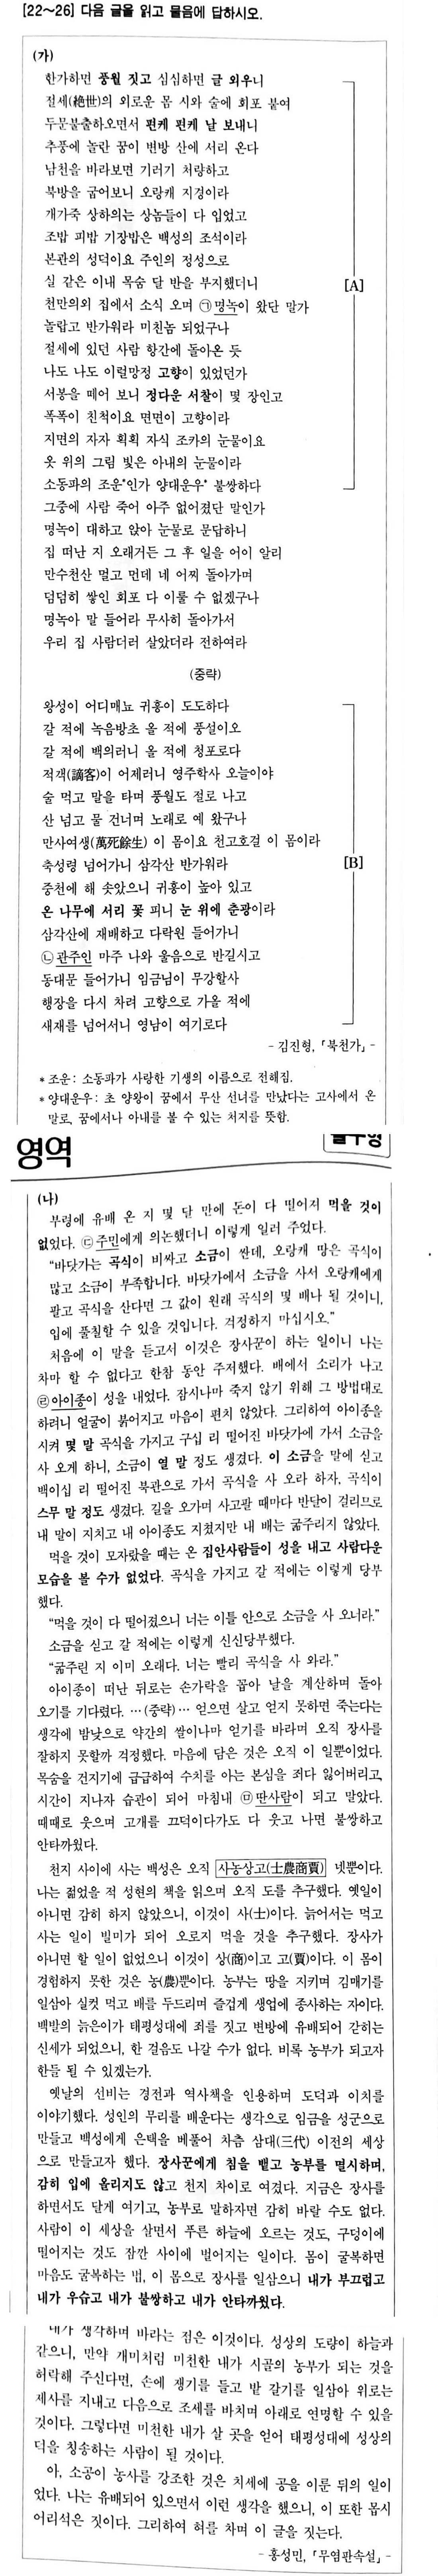 [22~26] 다음 글을 읽고 물음에 답하시오.
(가)
한가하면 풍월 짓고 심심하면 글 외우니
절세(絶世)의 외로운 몸 시와 술에 회포 붙여
두문불출하오면서 편케 편케 날 보내니
추풍에 놀란 꿈이 변방 산에 서리 온다
남천을 바라보면 기러기 처량하고
북방을 굽어보니 오랑캐 지경이라
개가죽 상하의는 상놈들이 다 입었고
조밥 피밥 기장밥은 백성의 조석이라
본관의 성덕이요 주인의 정성으로
실 같은 이내 목숨 달 반을 부지했더니
[A]
천만의외 집에서 소식 오며 ㉠명녹이 왔단 말가
놀랍고 반가워라 미친놈 되었구나
절세에 있던 사람 항간에 돌아온 듯
나도 나도 이럴망정 고향이 있었던가
서봉을 떼어 보니 정다운 서찰이 몇 장인고
폭폭이 친척이요 면면이 고향이라
지면의 자자 획획 자식 조카의 눈물이요
옷 위의 그림 빛은 아내의 눈물이라
소동파의 조운*인가 양대운우* 불쌍하다
그중에 사람 죽어 아주 없어졌단 말인가
명녹이 대하고 앉아 눈물로 문답하니
집 떠난 지 오래거든 그 후 일을 어이 알리
만수천산 멀고 먼데 네 어찌 돌아가며
덤덤히 쌓인 회포 다 이룰 수 없겠구나
명녹아 말 들어라 무사히 돌아가서
우리 집 사람더러 살았더라 전하여라
(중략)
왕성이 어디매뇨 귀흥이 도도하다
갈 적에 녹음방초 올 적에 풍설이오
갈 적에 백의러니 올 적에 청포로다
적객(謫客)이 어제러니 영주학사 오늘이야
술 먹고 말을 타며 풍월도 절로 나고
산 넘고 물 건너며 노래로 예 왔구나
만사여생(萬死餘生) 이 몸이요 천고호걸 이 몸이라
축성령 넘어가니 삼각산 반가워라
[B]
중천에 해 솟았으니 귀흥이 높아 있고
온 나무에 서리 꽃 피니 눈 위에 춘광이라
삼각산에 재배하고 다락원 들어가니
㉡관주인 마주 나와 울음으로 반길시고
동대문 들어가니 임금님이 무강할사
행장을 다시 차려 고향으로 가올 적에
새재를 넘어서니 영남이 여기로다
- 김진형, 「북천가」 -
* 조운: 소동파가 사랑한 기생의 이름으로 전해짐.
* 양대운우: 초 양왕이 꿈에서 무산 선녀를 만났다는 고사에서 온
말로, 꿈에서나 아내를 볼 수 있는 처지를 뜻함.
영역
(나)
부령에 유배 온 지 몇 달 만에 돈이 다 떨어져 먹을 것이
없었다. ㉢주민에게 의논했더니 이렇게 일러 주었다.
“바닷가는 곡식이 비싸고 소금이 싼데, 오랑캐 땅은 곡식이
많고 소금이 부족합니다. 바닷가에서 소금을 사서 오랑캐에게
팔고 곡식을 산다면 그 값이 원래 곡식의 몇 배나 될 것이니,
입에 풀칠할 수 있을 것입니다. 걱정하지 마십시오.”
처음에 이 말을 듣고서 이것은 장사꾼이 하는 일이니 나는
차마 할 수 없다고 한참 동안 주저했다. 배에서 소리가 나고
㉣아이종이 성을 내었다. 잠시나마 죽지 않기 위해 그 방법대로
하려니 얼굴이 붉어지고 마음이 편치 않았다. 그리하여 아이종을
시켜 몇 말 곡식을 가지고 구십 리 떨어진 바닷가에 가서 소금을
사 오게 하니, 소금이 열 말 정도 생겼다. 이 소금을 말에 싣고
백이십 리 떨어진 북관으로 가서 곡식을 사 오라 하자, 곡식이
스무 말 정도 생겼다. 길을 오가며 사고팔 때마다 반달이 걸리므로
내 말이 지치고 내 아이종도 지쳤지만 내 배는 굶주리지 않았다.
먹을 것이 모자랐을 때는 온 집안사람들이 성을 내고 사람다운
모습을 볼 수가 없었다. 곡식을 가지고 갈 적에는 이렇게 당부
했다.
“먹을 것이 다 떨어졌으니 너는 이틀 안으로 소금을 사 오너라.”
소금을 싣고 갈 적에는 이렇게 신신당부했다.
“굶주린 지 이미 오래다. 너는 빨리 곡식을 사 와라.”
아이종이 떠난 뒤로는 손가락을 꼽아 날을 계산하며 돌아
오기를 기다렸다. …(중략)… 얻으면 살고 얻지 못하면 죽는다는
생각에 밤낮으로 약간의 쌀이나마 얻기를 바라며 오직 장사를
잘하지 못할까 걱정했다. 마음에 담은 것은 오직 이 일뿐이었다.
목숨을 건지기에 급급하여 수치를 아는 본심을 죄다 잃어버리고,
시간이 지나자 습관이 되어 마침내 ㉤딴사람이 되고 말았다.
때때로 웃으며 고개를 끄덕이다가도 다 웃고 나면 불쌍하고
안타까웠다.
천지 사이에 사는 백성은 오직 사농상고(士農商賈) 넷뿐이다.
나는 젊었을 적 성현의 책을 읽으며 오직 도를 추구했다. 옛일이
아니면 감히 하지 않았으니, 이것이 사(士)이다. 늙어서는 먹고
사는 일이 빌미가 되어 오로지 먹을 것을 추구했다. 장사가
아니면 할 일이 없었으니 이것이 상(商)이고 고(賈)이다. 이 몸이
경험하지 못한 것은 농(農)뿐이다. 농부는 땅을 지키며 김매기를
일삼아 실컷 먹고 배를 두드리며 즐겁게 생업에 종사하는 자이다.
백발의 늙은이가 태평성대에 죄를 짓고 변방에 유배되어 갇히는
신세가 되었으니, 한 걸음도 나갈 수가 없다. 비록 농부가 되고자
한들 될 수 있겠는가.
옛날의 선비는 경전과 역사책을 인용하며 도덕과 이치를
이야기했다. 성인의 무리를 배운다는 생각으로 임금을 성군으로
만들고 백성에게 은택을 베풀어 차츰 삼대(三代) 이전의 세상
으로 만들고자 했다. 장사꾼에게 침을 뱉고 농부를 멸시하며,
감히 입에 올리지도 않고 천지 차이로 여겼다. 지금은 장사를
하면서도 달게 여기고, 농부로 말하자면 감히 바랄 수도 없다.
사람이 이 세상을 살면서 푸른 하늘에 오르는 것도, 구덩이에
떨어지는 것도 잠깐 사이에 벌어지는 일이다. 몸이 굴복하면
마음도 굴복하는 법, 이 몸으로 장사를 일삼으니 내가 부끄럽고
내가 우습고 내가 불쌍하고 내가 안타까웠다.
내가 생각하며 바라는 점은 이것이다. 성상의 도량이 하늘과
같으니, 만약 개미처럼 미천한 내가 시골의 농부가 되는 것을
허락해 주신다면, 손에 쟁기를 들고 밭 갈기를 일삼아 위로는
제사를 지내고 다음으로 조세를 바치며 아래로 연명할 수 있을
것이다. 그렇다면 미천한 내가 살 곳을 얻어 태평성대에 성상의
덕을 칭송하는 사람이 될 것이다.
아, 소공이 농사를 강조한 것은 치세에 공을 이룬 뒤의 일이
었다. 나는 유배되어 있으면서 이런 생각을 했으니, 이 또한 몹시
어리석은 짓이다. 그리하여 혀를 차며 이 글을 짓는다.
- 홍성민, 「무염판속설」 -